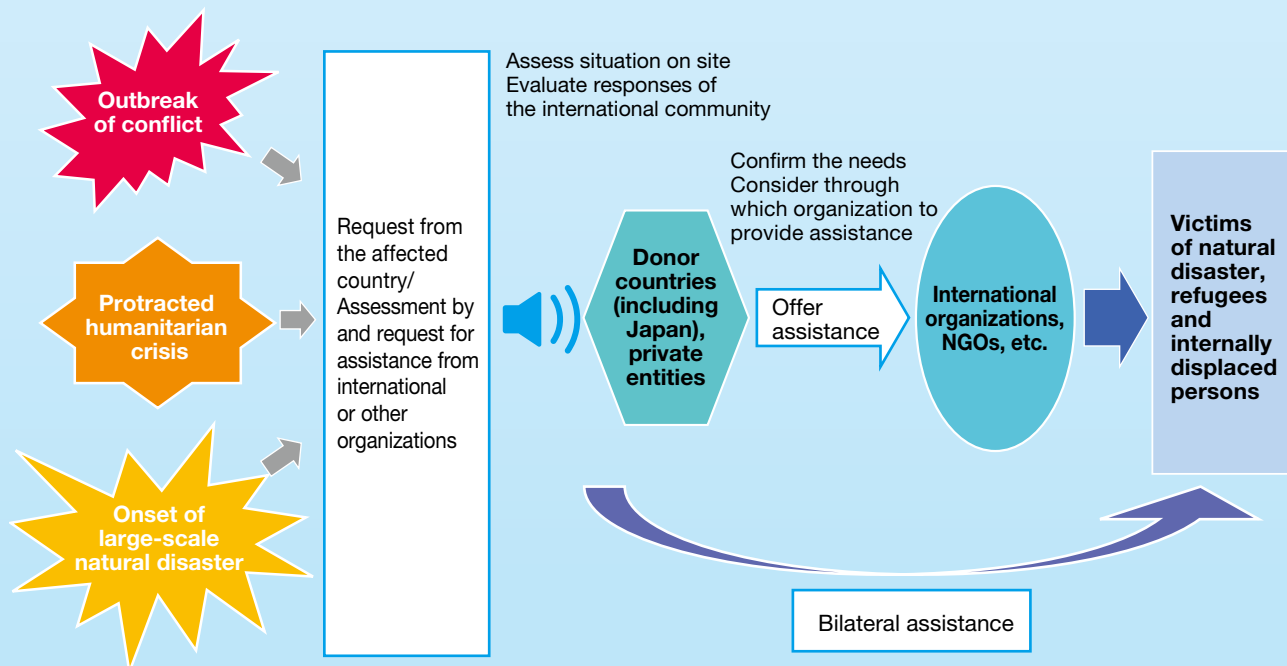 Outbreak
of conflict
Protracted
humanitarian
crisis
Onset of
large-scale
natural disaster
Request from
the affected
country/
Assessment by
and request for
assistance from
international
or other
organizations
Assess situation on site
Evaluate responses of
the international community
Donor
countries
(including
Japan),
private
entities
Confirm the needs
Consider through
which organization to
provide assistance
Offer
assistance
International
organizations,
NGOs, etc.
Victims
of natural
disaster,
refugees
and
internally
displaced
persons
Bilateral assistance